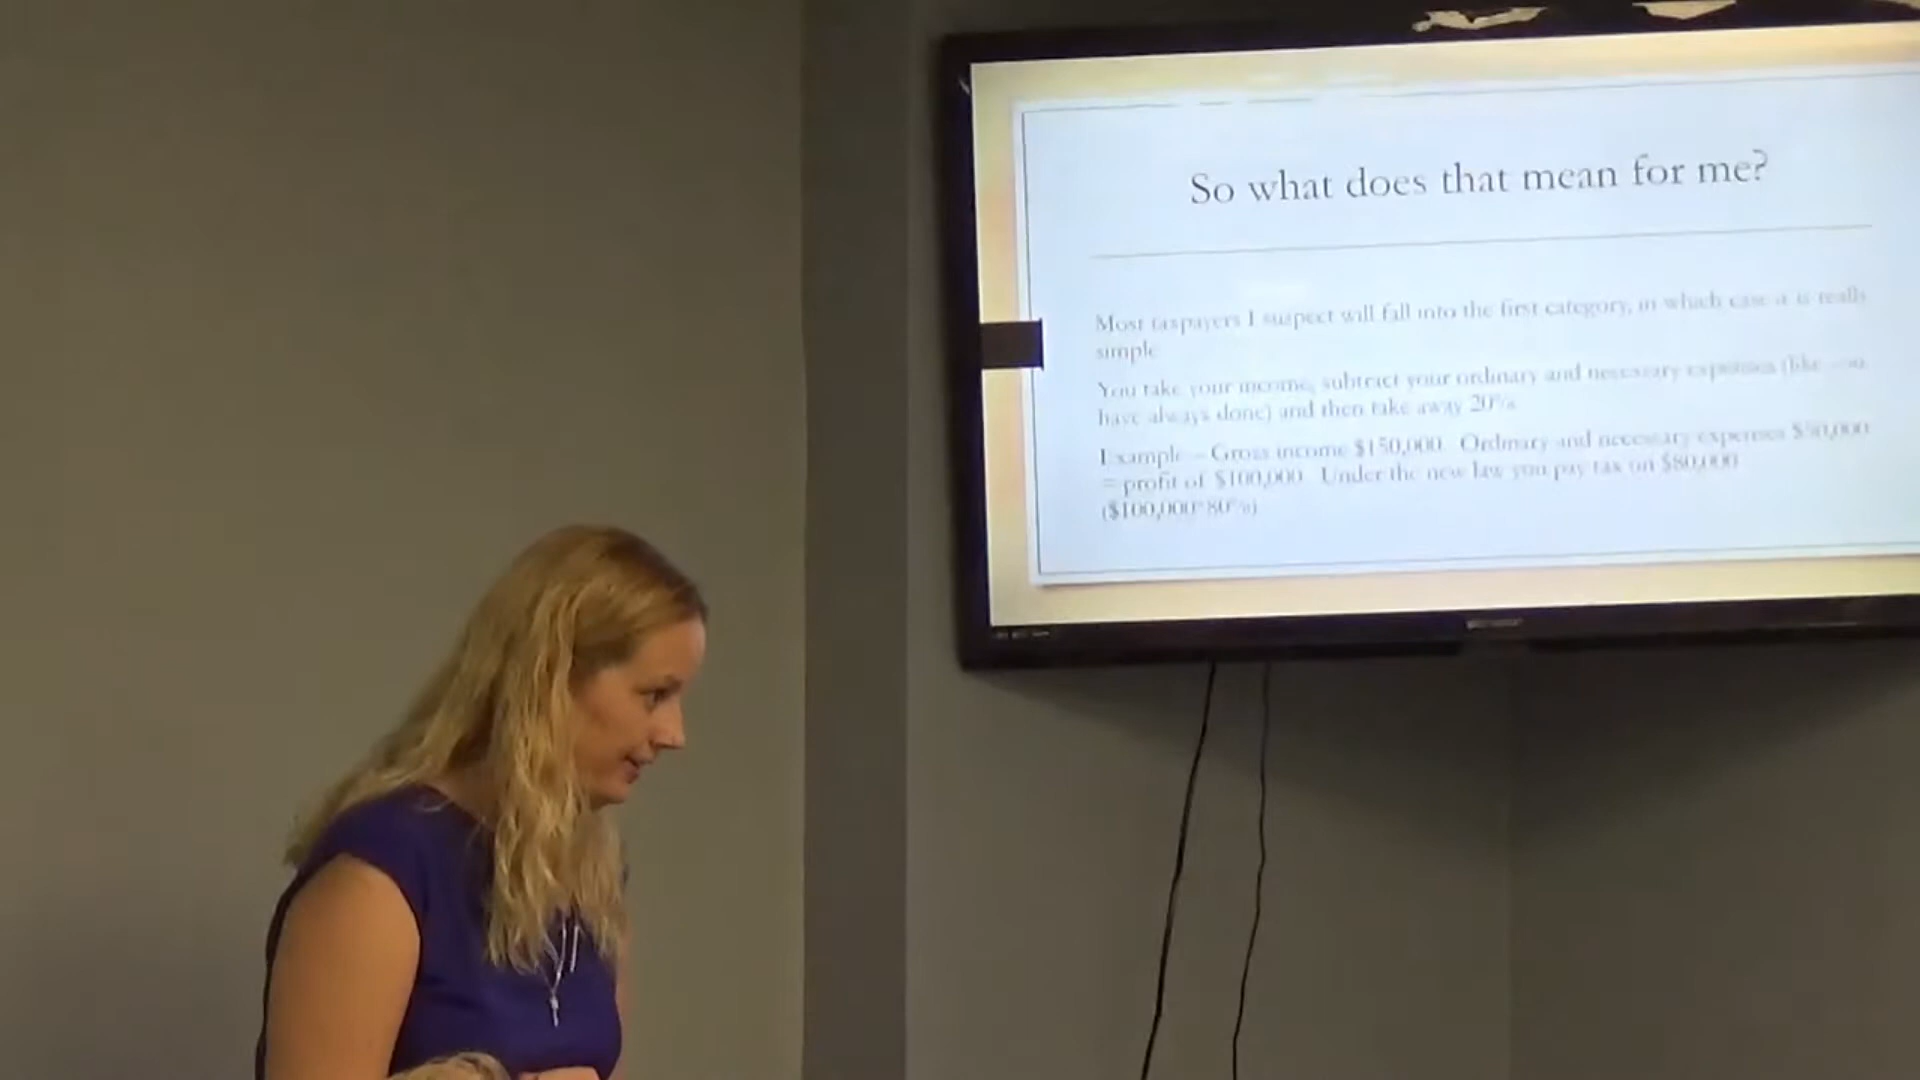 So what does that mean for me?
Most taxpayers I suspect will fall into the first category, in which case it is really
simple
You take your income, subtract your ordinary and necessary expenses (like you
have always done) and then take away 20%
Example – Gross income $150,000. Ordinary and necessary expenses $50,000
= profit of $100,000. Under the new law you pay tax on $80,000
($100,000*80%)